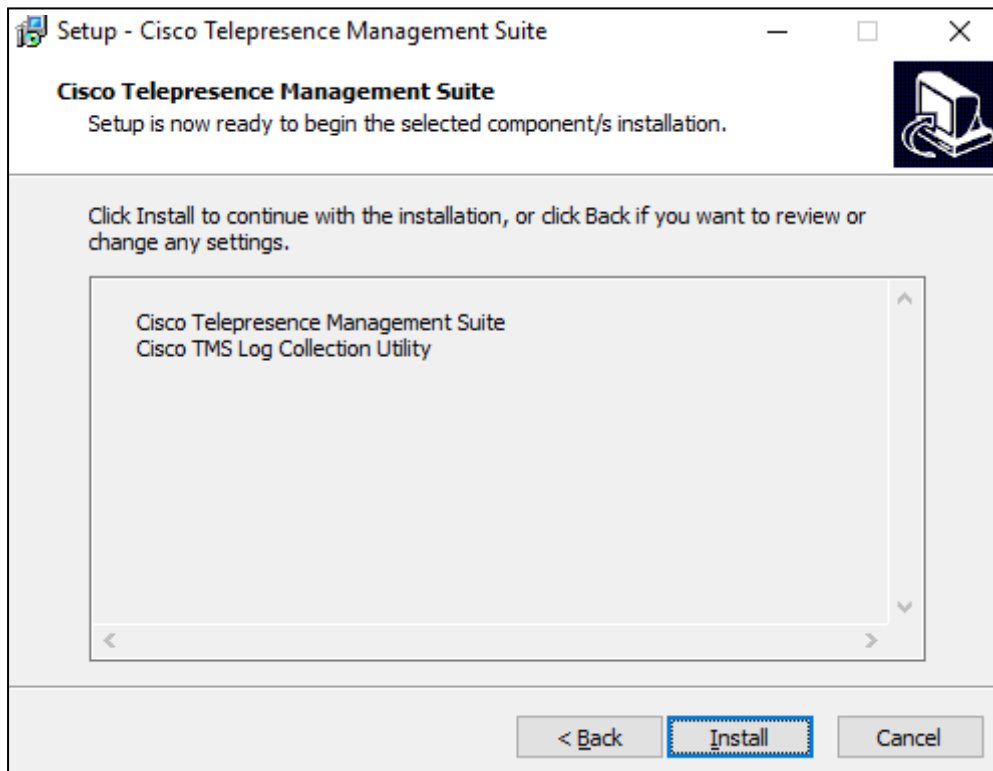 Setup - Cisco Telepresence Management Suite
Cisco Telepresence Management Suite
Setup is now ready to begin the selected component/s installation.
Click Install to continue with the installation, or click Back if you want to review or
change any settings.
Cisco Telepresence Management Suite
Cisco TMS Log Collection Utility
< Back
Install
Cancel